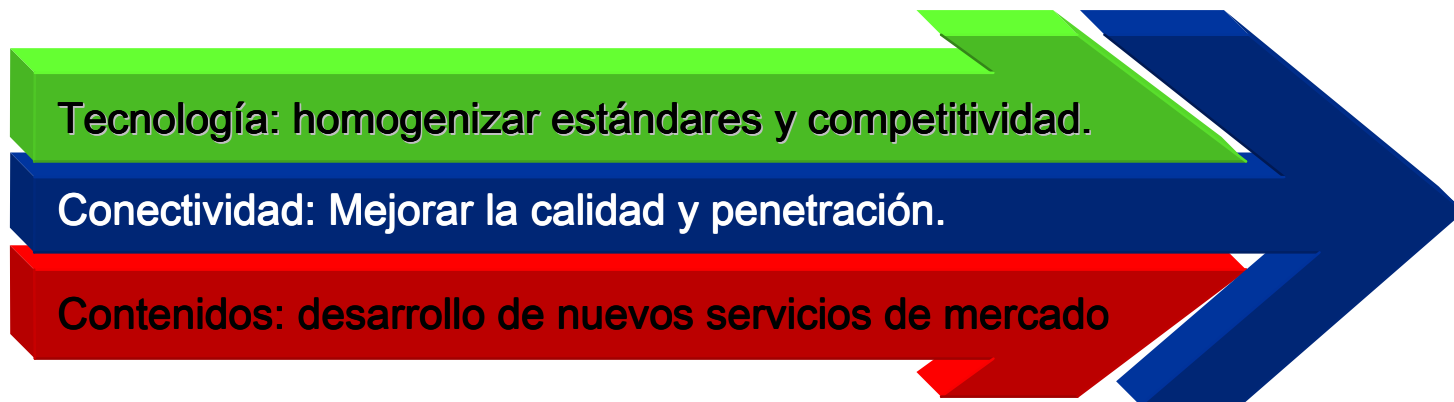 Tecnología: homogenizar estándares y competitividad.
Conectividad: Mejorar la calidad y penetración.
Contenidos: desarrollo de nuevos servicios de mercado